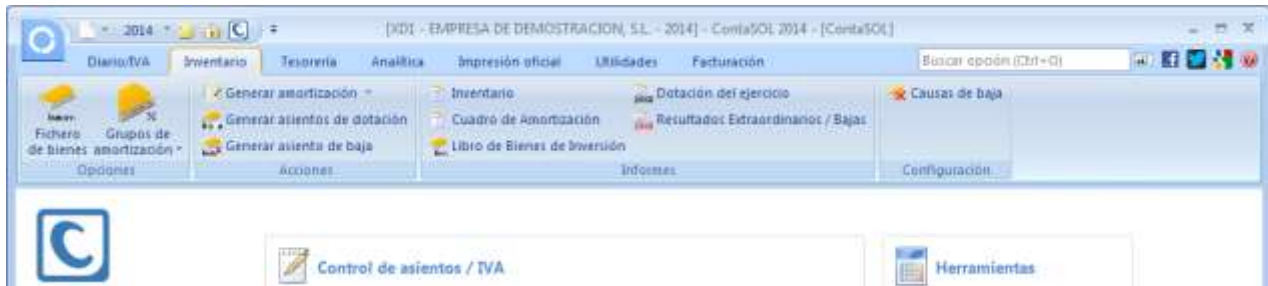 2014 [XD1 - EMPRESA DE DEMOSTRACION, S.L. - 2014] - ContaSOL 2014 - [ContaSOL]
Diario/IVA Inventario Tesorería Analítica Impresión oficial Utilidades Facturación Buscar opción (Ctrl+O)
Generar amortización Inventario Dotación del ejercicio Causas de baja
Generar asientos de dotación Cuadro de Amortización Resultados Extraordinarios / Bajas
Fichero de bienes Grupos de amortización Generar asiento de baja Libro de Bienes de Inversión
Opciones Acciones Informes Configuración
C Control de asientos / IVA Herramientas